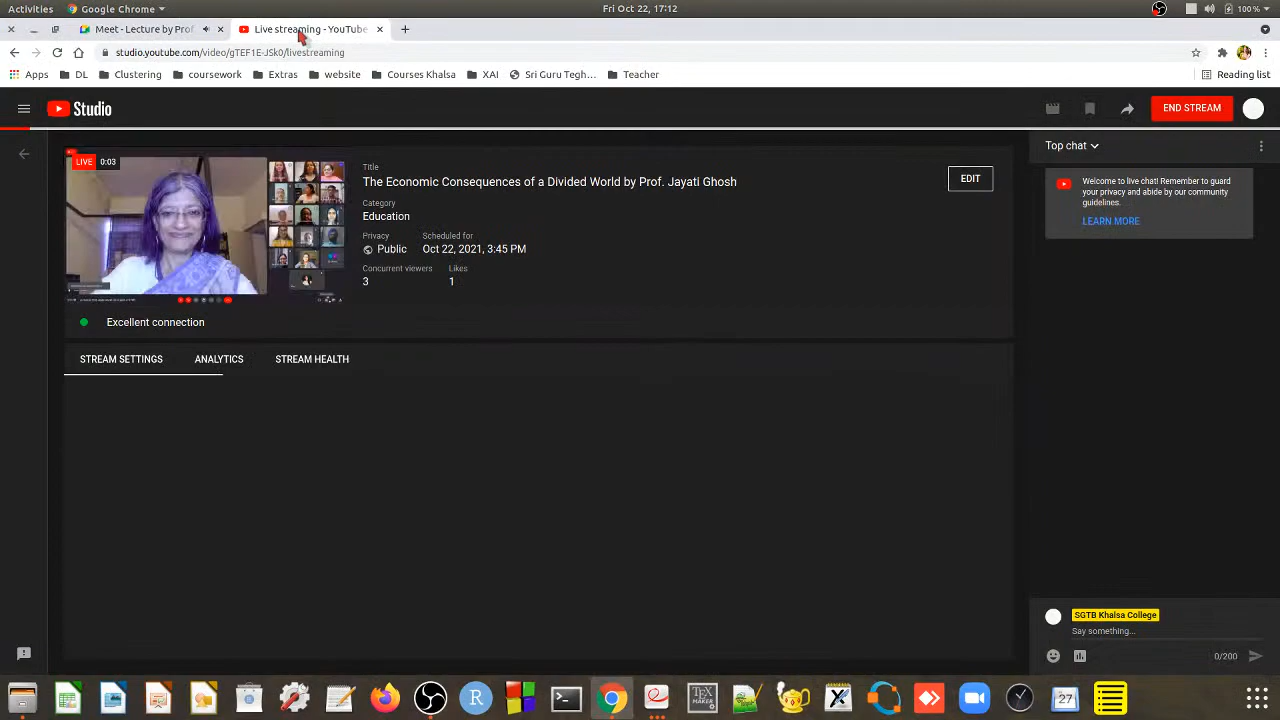 Activities Google Chrome Fri Oct 22, 17:12 100%
Meet - Lecture by Prof Live streaming - YouTube
studio.youtube.com/video/gTEF1E-JSk0/livestreaming
Apps DL Clustering coursework Extras website Courses Khalsa XAI Sri Guru Tegh... Teacher Reading list
Studio END STREAM
Top chat
LIVE 0:03
Title
The Economic Consequences of a Divided World by Prof. Jayati Ghosh
EDIT
Category
Education
Privacy Scheduled for
Public Oct 22, 2021, 3:45 PM
Concurrent viewers Likes
3 1
Excellent connection
STREAM SETTINGS ANALYTICS STREAM HEALTH
Welcome to live chat! Remember to guard
your privacy and abide by our community
guidelines.
LEARN MORE
SGTB Khalsa College
Say something...
0/200
R TEX MAKER X 27